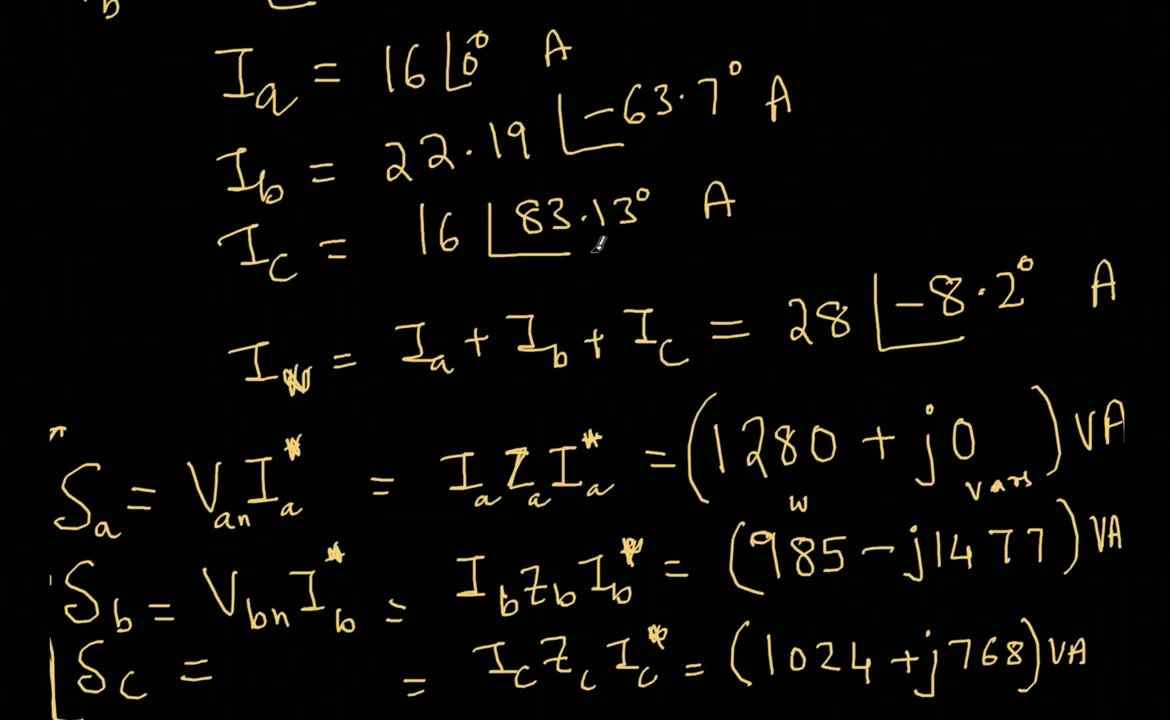 b
I_a = 16 ∠0° A
I_b = 22.19 ∠-63.7° A
I_c = 16 ∠83.13° A
I_N = I_a + I_b + I_c = 28 ∠-8.2° A
S_a = V_an I_a* = I_a Z_a I_a* = (1280 + j0) VA
W Vars
S_b = V_bn I_b* = I_b Z_b I_b* = (985 - j1477) VA
S_c = = I_c Z_c I_c* = (1024 + j768) VA